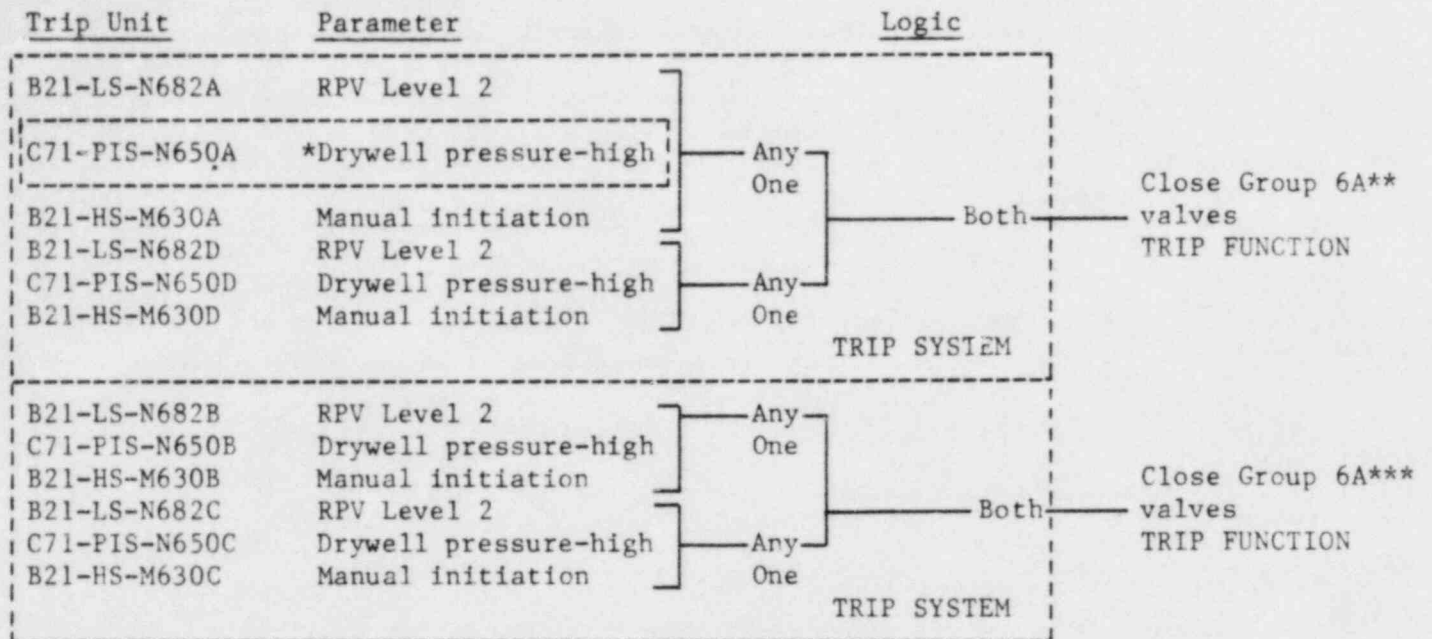 Trip Unit Parameter Logic
B21-LS-N682A RPV Level 2
C71-PIS-N650A *Drywell pressure-high Any
One
Close Group 6A**
B21-HS-M630A Manual initiation Both valves
B21-LS-N682D RPV Level 2 TRIP FUNCTION
C71-PIS-N650D Drywell pressure-high Any
B21-HS-M630D Manual initiation One
TRIP SYSTEM
B21-LS-N682B RPV Level 2 Any
C71-PIS-N650B Drywell pressure-high One
B21-HS-M630B Manual initiation Close Group 6A***
B21-LS-N682C RPV Level 2 Both valves
C71-PIS-N650C Drywell pressure-high Any TRIP FUNCTION
B21-HS-M630C Manual initiation One
TRIP SYSTEM